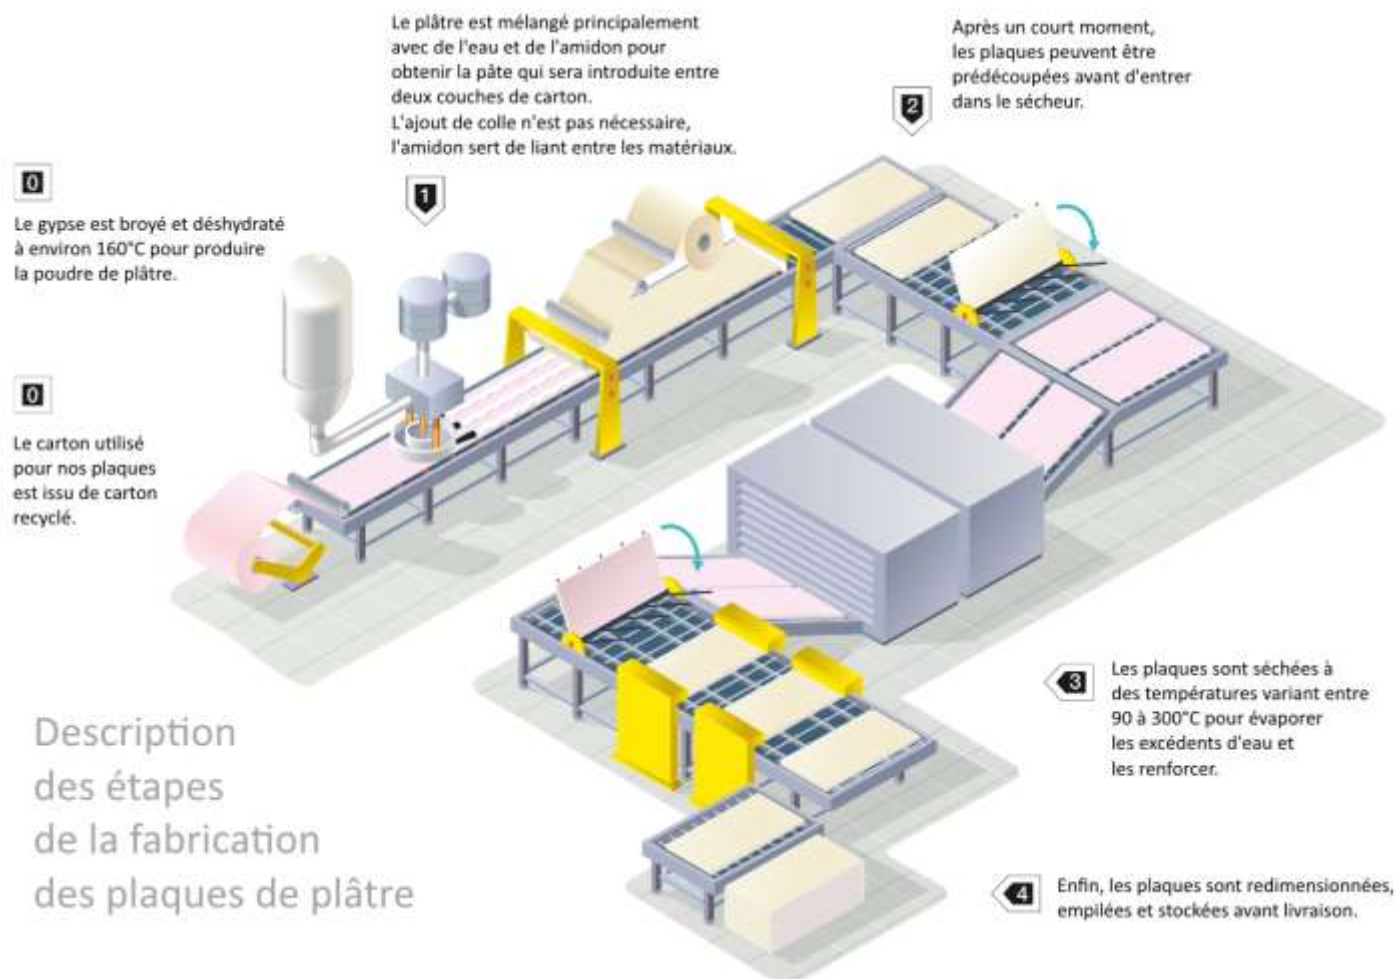 Le plâtre est mélangé principalement
avec de l'eau et de l'amidon pour
obtenir la pâte qui sera introduite entre
deux couches de carton.
L'ajout de colle n'est pas nécessaire,
l'amidon sert de liant entre les matériaux.
1
Après un court moment,
les plaques peuvent être
prédécoupées avant d'entrer
dans le sécheur.
2
0
Le gypse est broyé et déshydraté
à environ 160°C pour produire
la poudre de plâtre.
0
Le carton utilisé
pour nos plaques
est issu de carton
recyclé.
3
Les plaques sont séchées à
des températures variant entre
90 à 300°C pour évaporer
les excédents d'eau et
les renforcer.
Description
des étapes
de la fabrication
des plaques de plâtre
4
Enfin, les plaques sont redimensionnées,
empilées et stockées avant livraison.